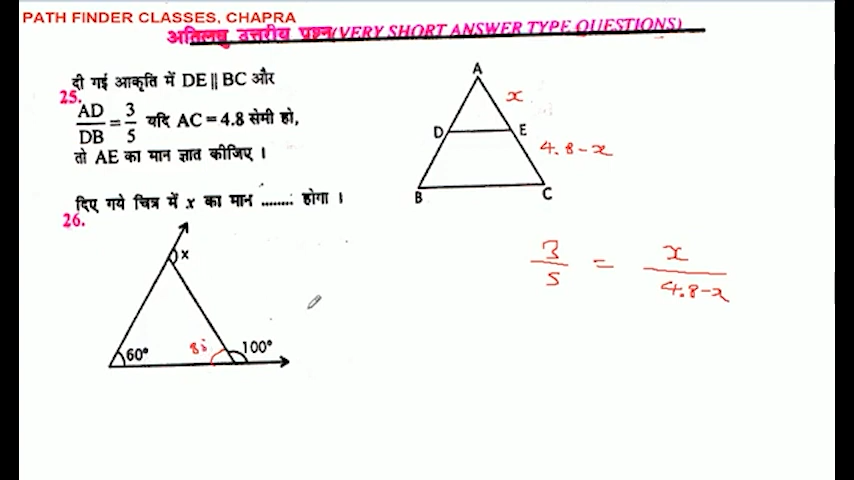 PATH FINDER CLASSES, CHAPRA
अतिलघु उत्तरीय प्रश्न(VERY SHORT ANSWER TYPE QUESTIONS)
दी गई आकृति में DE || BC और
25.
AD/DB = 3/5 यदि AC = 4.8 सेमी हो,
तो AE का मान ज्ञात कीजिए ।
A
x
D
E
4.8-x
B
C
दिए गये चित्र में x का मान ........ होगा ।
26.
x
60°
100°
3/5 = x/4.8-x